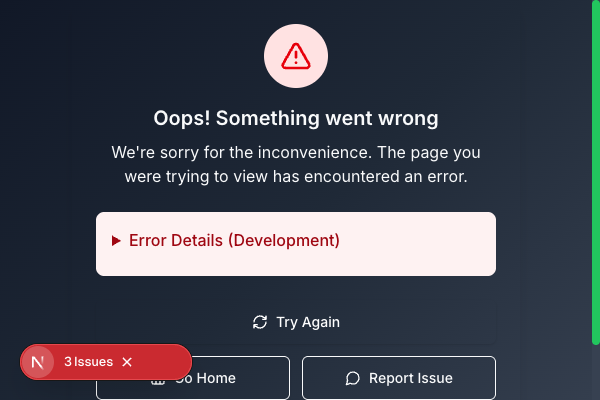 Oops! Something went wrong
We're sorry for the inconvenience. The page you
were trying to view has encountered an error.
Error Details (Development)
Try Again
N 3 Issues
Go Home
Report Issue